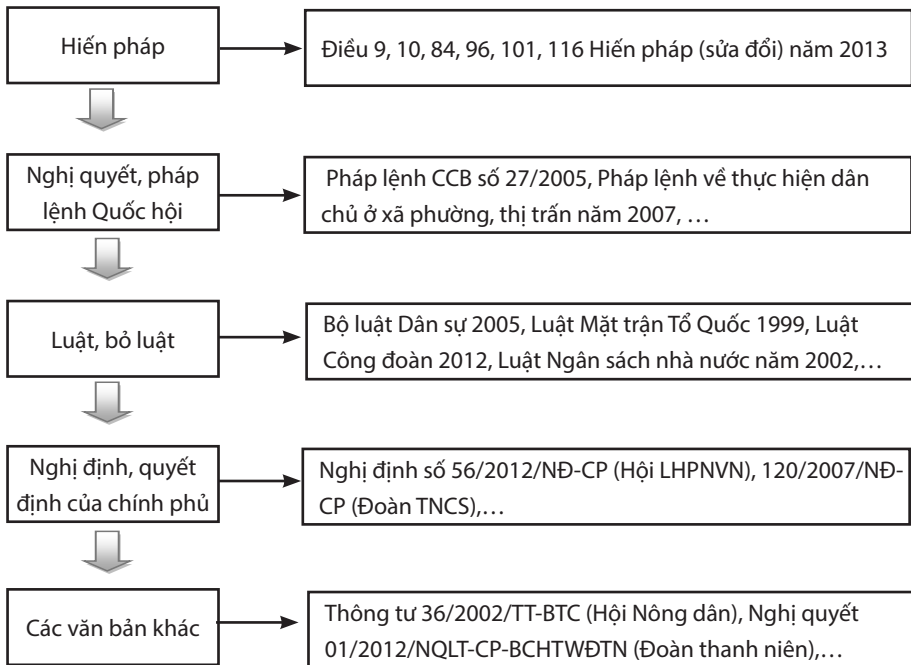 Hiến pháp
Điều 9, 10, 84, 96, 101, 116 Hiến pháp (sửa đổi) năm 2013
Nghị quyết, pháp
lệnh Quốc hội
Pháp lệnh CCB số 27/2005, Pháp lệnh về thực hiện dân
chủ ở xã phường, thị trấn năm 2007, …
Luật, bỏ luật
Bộ luật Dân sự 2005, Luật Mặt trận Tổ Quốc 1999, Luật
Công đoàn 2012, Luật Ngân sách nhà nước năm 2002,…
Nghị định, quyết
định của chính phủ
Nghị định số 56/2012/NĐ-CP (Hội LHPNVN), 120/2007/NĐ-
CP (Đoàn TNCS),…
Các văn bản khác
Thông tư 36/2002/TT-BTC (Hội Nông dân), Nghị quyết
01/2012/NQLT-CP-BCHTWĐTN (Đoàn thanh niên),…